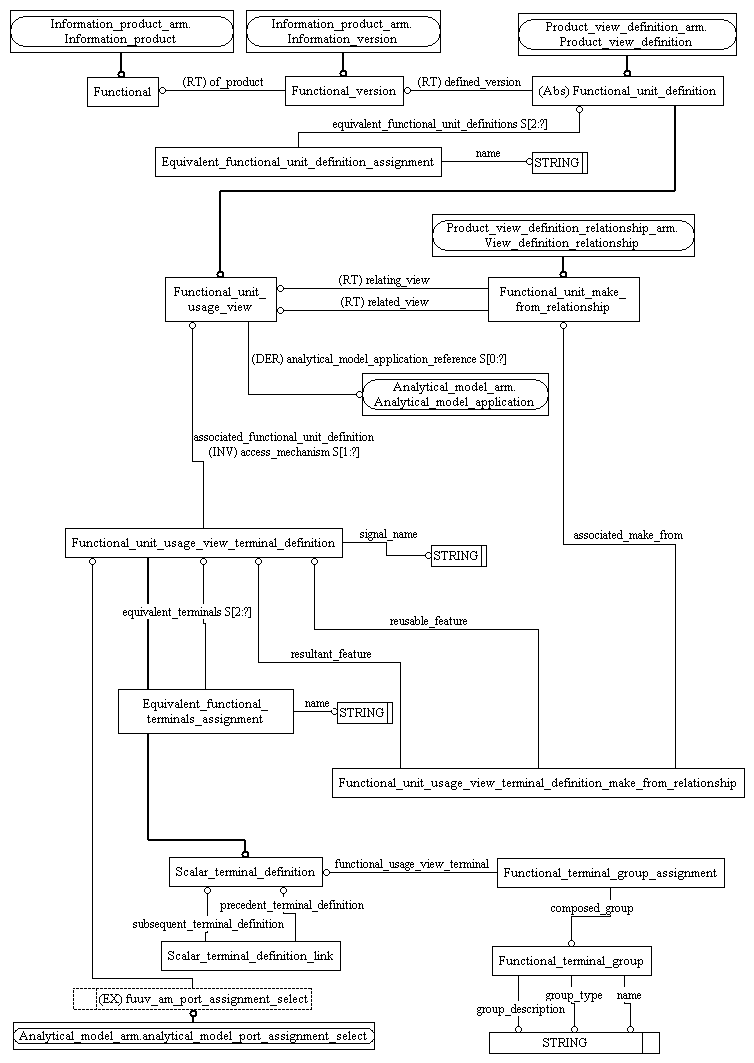 Information_product_arm.
Information_product
Information_product_arm.
Information_version
Product_view_definition_arm.
Product_view_definition
Functional
(RT) of_product
Functional_version
(RT) defined_version
(Abs) Functional_unit_definition
equivalent_functional_unit_definitions S[2:?]
Equivalent_functional_unit_definition_assignment
name
STRING
Product_view_definition_relationship_arm.
View_definition_relationship
Functional_unit_
usage_view
(RT) relating_view
(RT) related_view
Functional_unit_make_
from_relationship
(DER) analytical_model_application_reference S[0:?]
Analytical_model_arm.
Analytical_model_application
associated_functional_unit_definition
(INV) access_mechanism S[1:?]
Functional_unit_usage_view_terminal_definition
signal_name
STRING
associated_make_from
equivalent_terminals S[2:?]
reusable_feature
resultant_feature
Equivalent_functional_
terminals_assignment
name
STRING
Functional_unit_usage_view_terminal_definition_make_from_relationship
Scalar_terminal_definition
functional_usage_view_terminal
Functional_terminal_group_assignment
precedent_terminal_definition
subsequent_terminal_definition
composed_group
Scalar_terminal_definition_link
Functional_terminal_group
(EX) fuuv_am_port_assignment_select
group_description
group_type
name
Analytical_model_arm.analytical_model_port_assignment_select
STRING